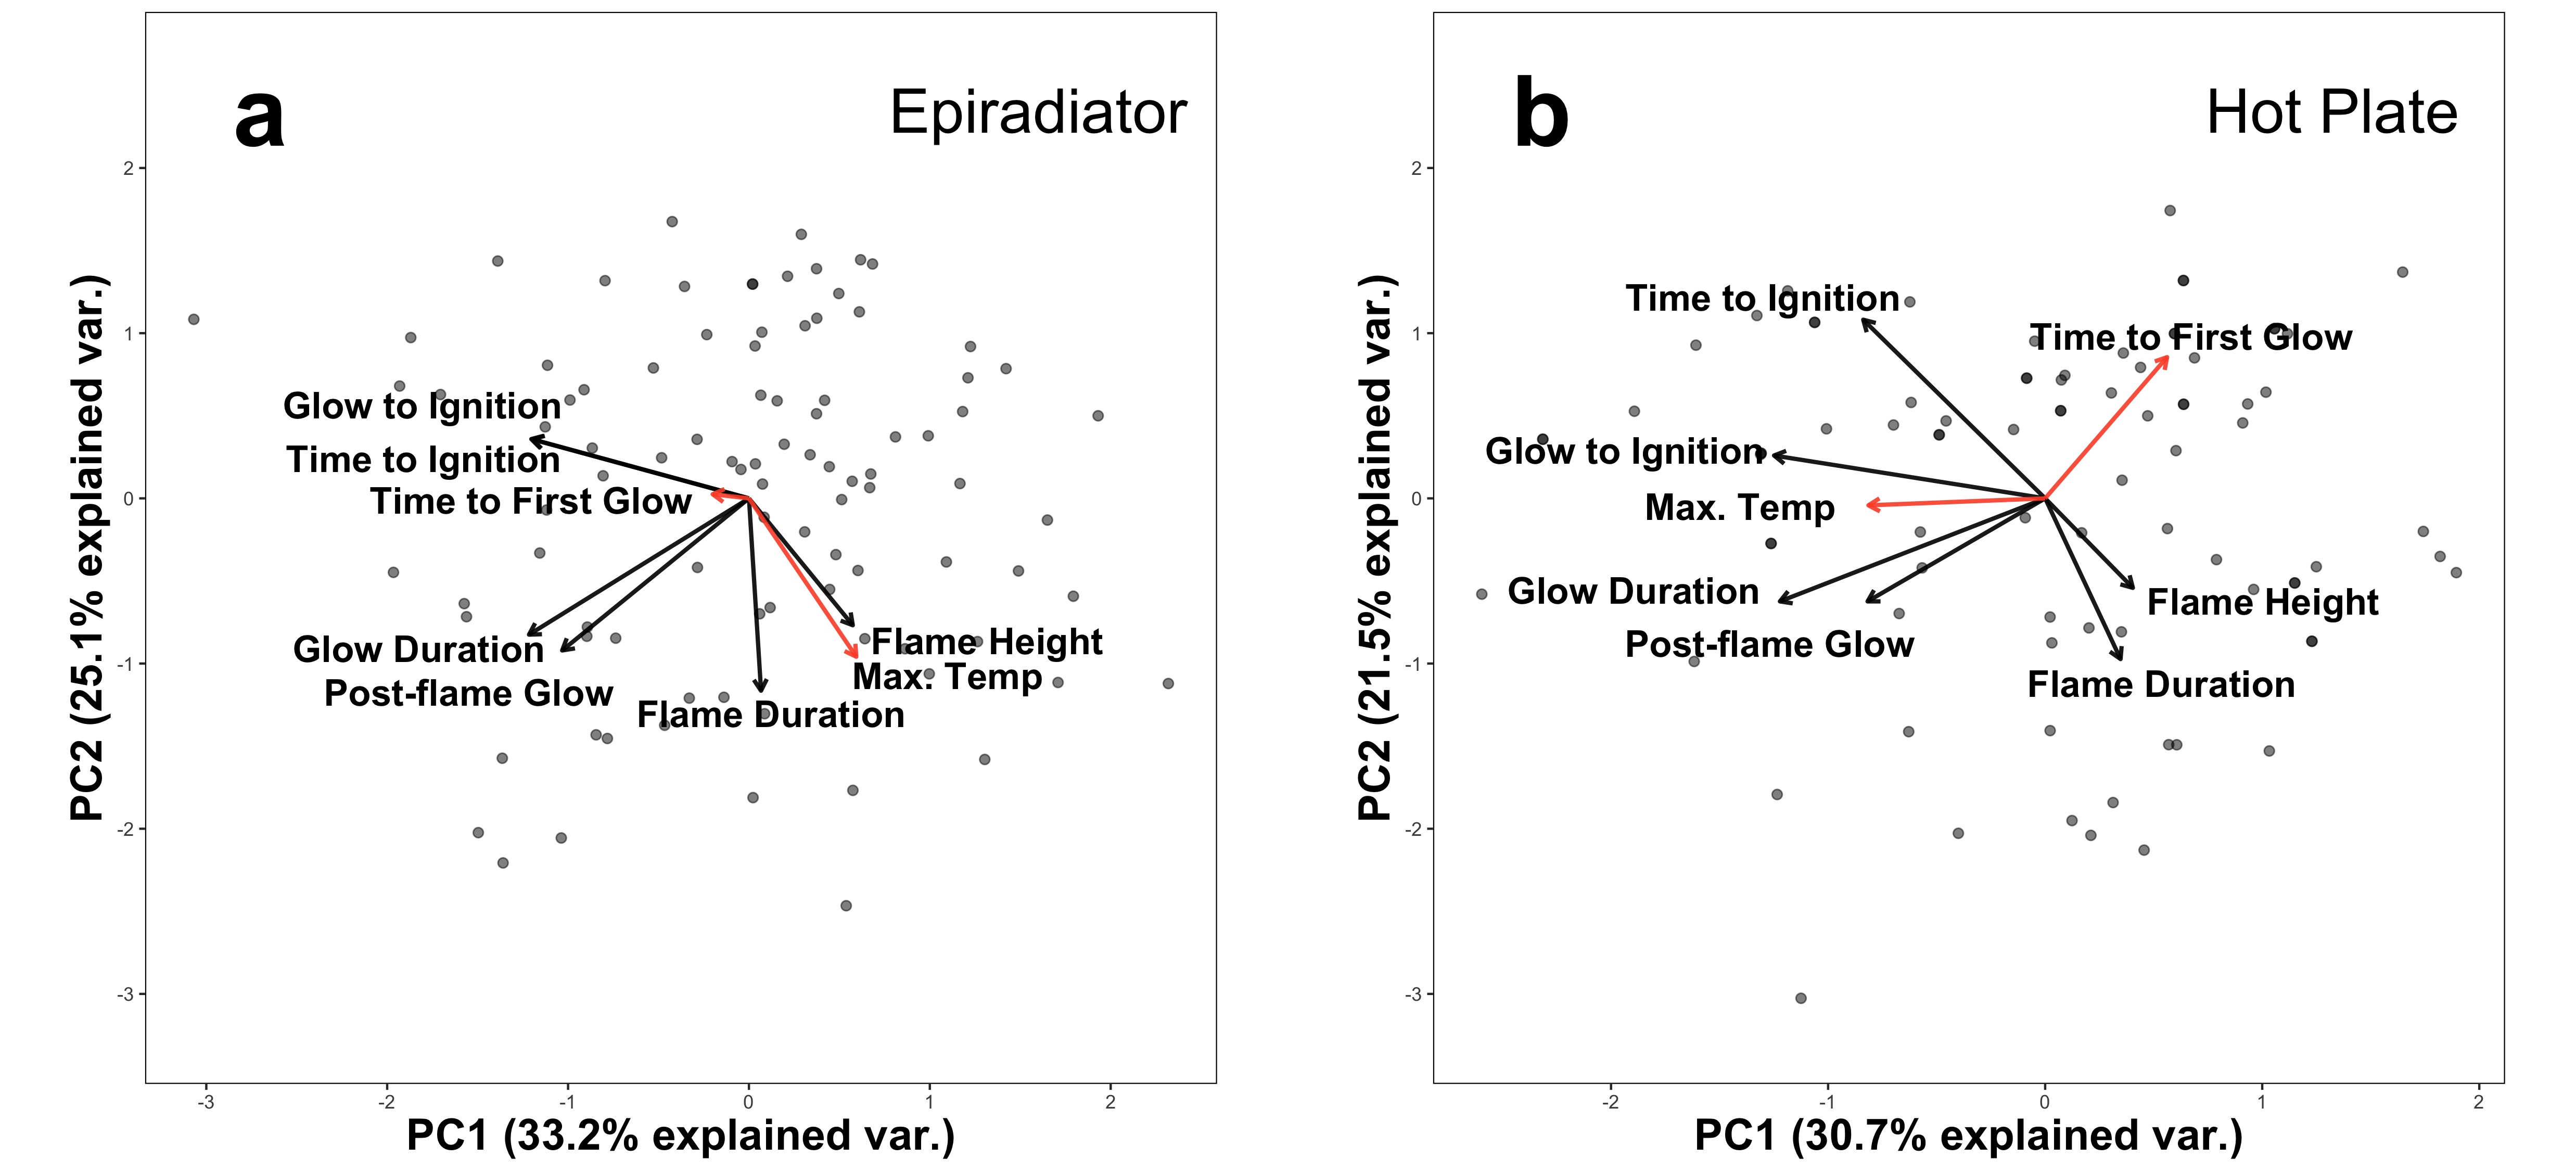 a
Epiradiator
PC2 (25.1% explained var.)
2
1
0
-1
-2
-3
Glow to Ignition
Time to Ignition
Time to First Glow
Glow Duration
Post-flame Glow
Flame Height
Max. Temp
Flame Duration
-3
-2
-1
0
1
2
PC1 (33.2% explained var.)
b
Hot Plate
PC2 (21.5% explained var.)
2
1
0
-1
-2
-3
Time to Ignition
Time to First Glow
Glow to Ignition
Max. Temp
Glow Duration
Flame Height
Post-flame Glow
Flame Duration
-2
-1
0
1
2
PC1 (30.7% explained var.)